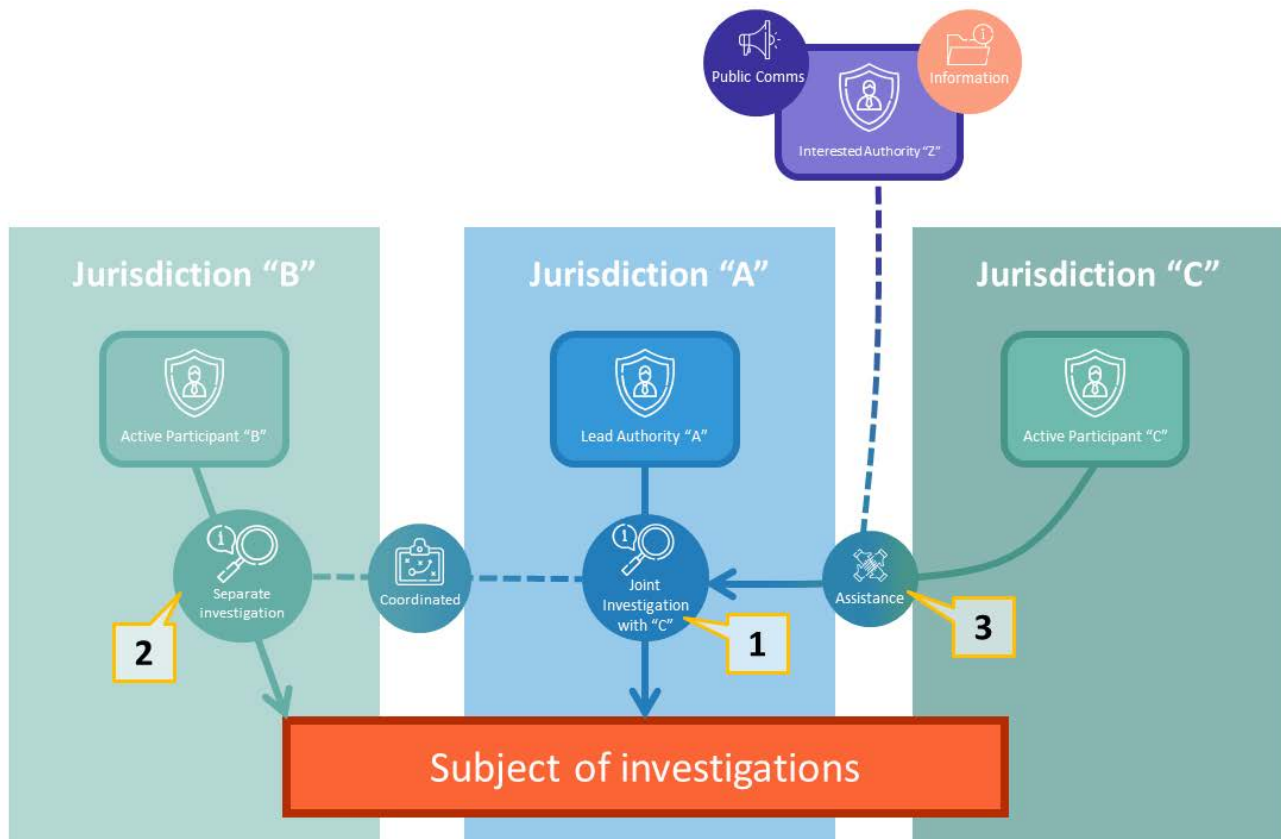 Public Comms
Information
Interested Authority “Z”
Jurisdiction “B”
Jurisdiction “A”
Jurisdiction “C”
Active Participant “B”
Lead Authority “A”
Active Participant “C”
Separate
investigation
Coordinated
Joint
Investigation
with “C”
Assistance
2
1
3
Subject of investigations